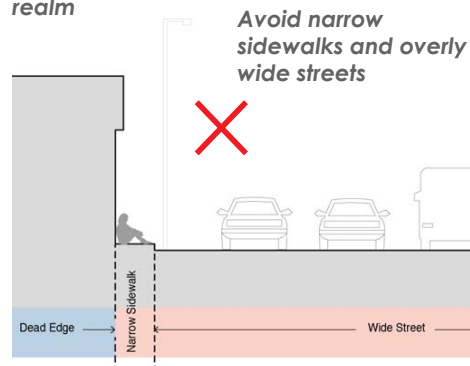 realm
Avoid narrow
sidewalks and overly
wide streets
Dead Edge
Narrow Sidewalk
Wide Street